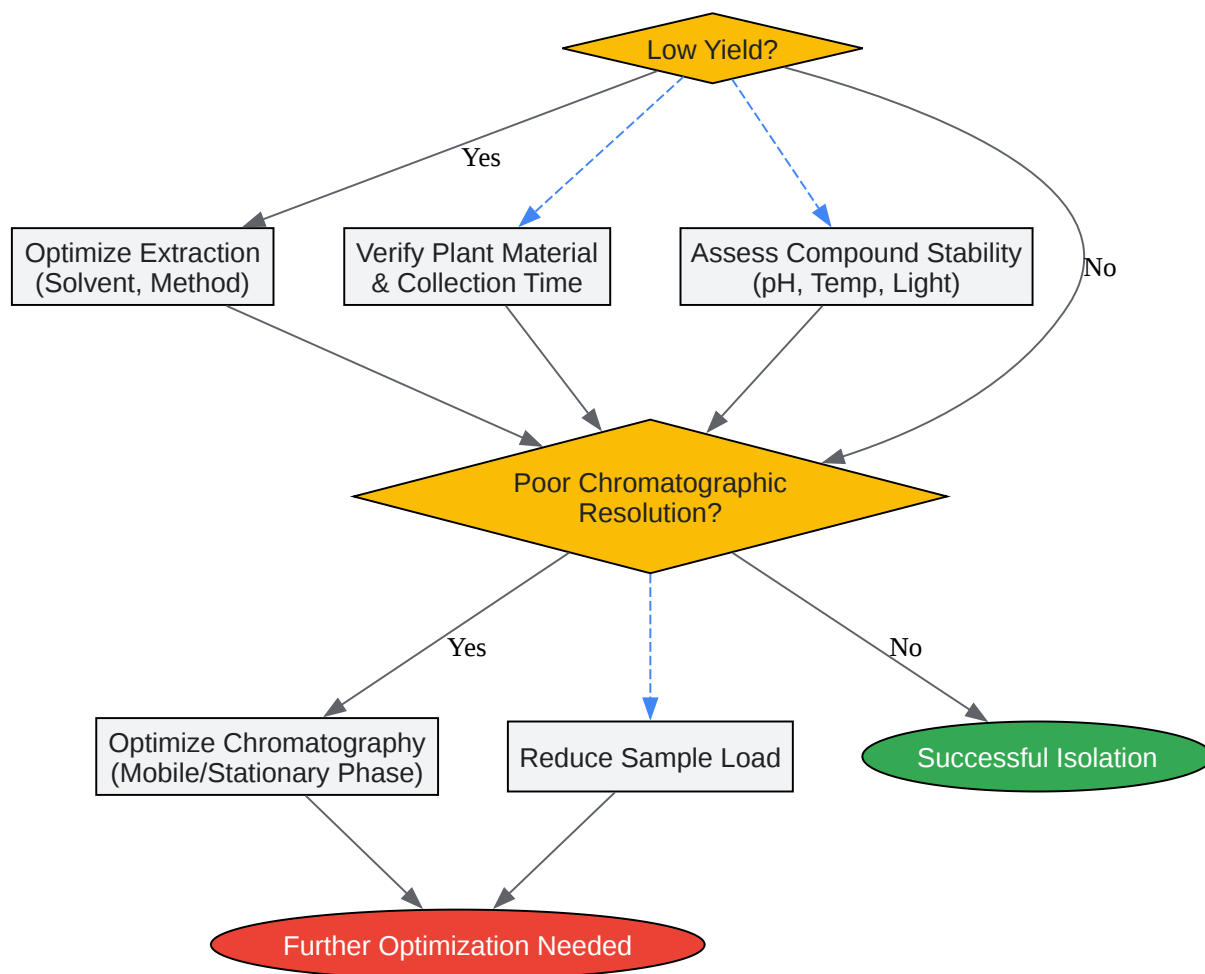 Low Yield?
Yes
Optimize Extraction
(Solvent, Method)
Verify Plant Material
& Collection Time
Assess Compound Stability
(pH, Temp, Light)
No
Poor Chromatographic
Resolution?
Yes
No
Optimize Chromatography
(Mobile/Stationary Phase)
Reduce Sample Load
Successful Isolation
Further Optimization Needed